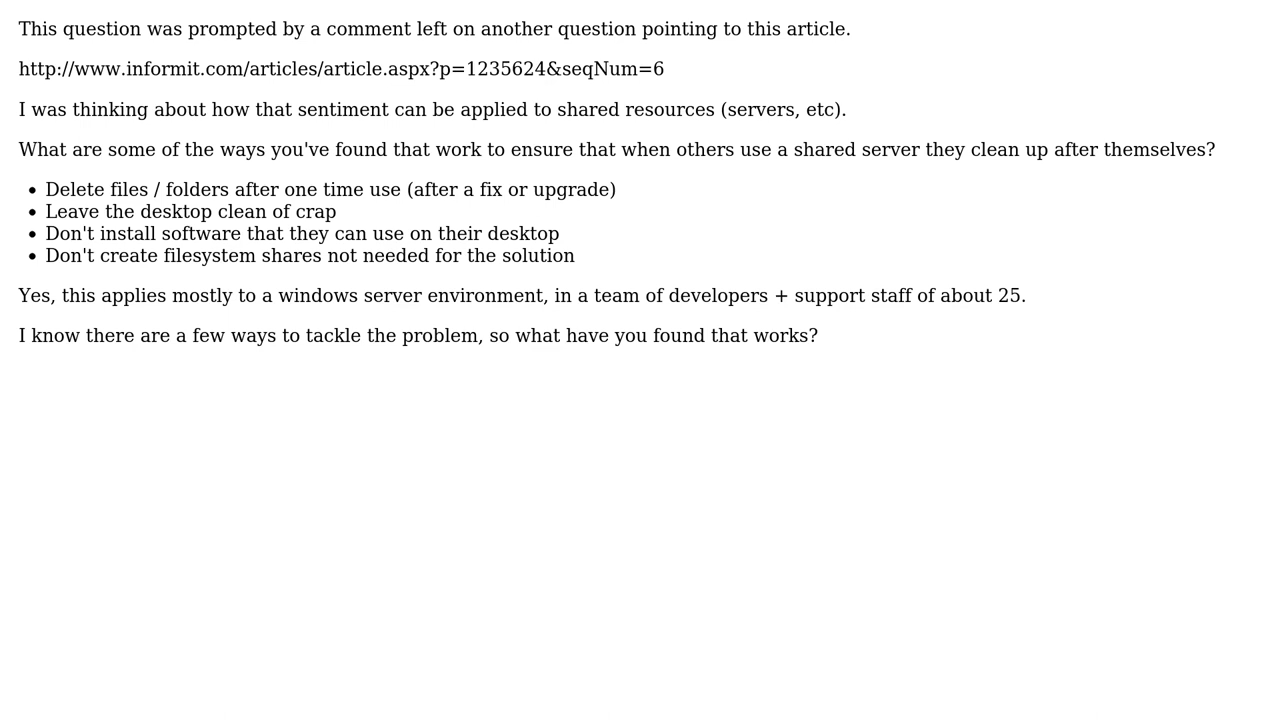 This question was prompted by a comment left on another question pointing to this article.
http://www.informit.com/articles/article.aspx?p=1235624&seqNum=6
I was thinking about how that sentiment can be applied to shared resources (servers, etc).
What are some of the ways you've found that work to ensure that when others use a shared server they clean up after themselves?
• Delete files / folders after one time use (after a fix or upgrade)
• Leave the desktop clean of crap
• Don't install software that they can use on their desktop
• Don't create filesystem shares not needed for the solution
Yes, this applies mostly to a windows server environment, in a team of developers + support staff of about 25.
I know there are a few ways to tackle the problem, so what have you found that works?